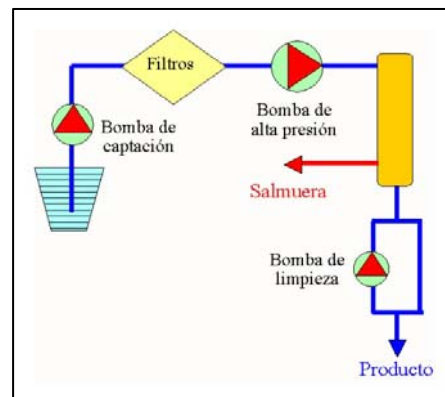 Filtros
Bomba de
alta presión
Bomba de
captación
Salmuera
Bomba de
limpieza
Producto